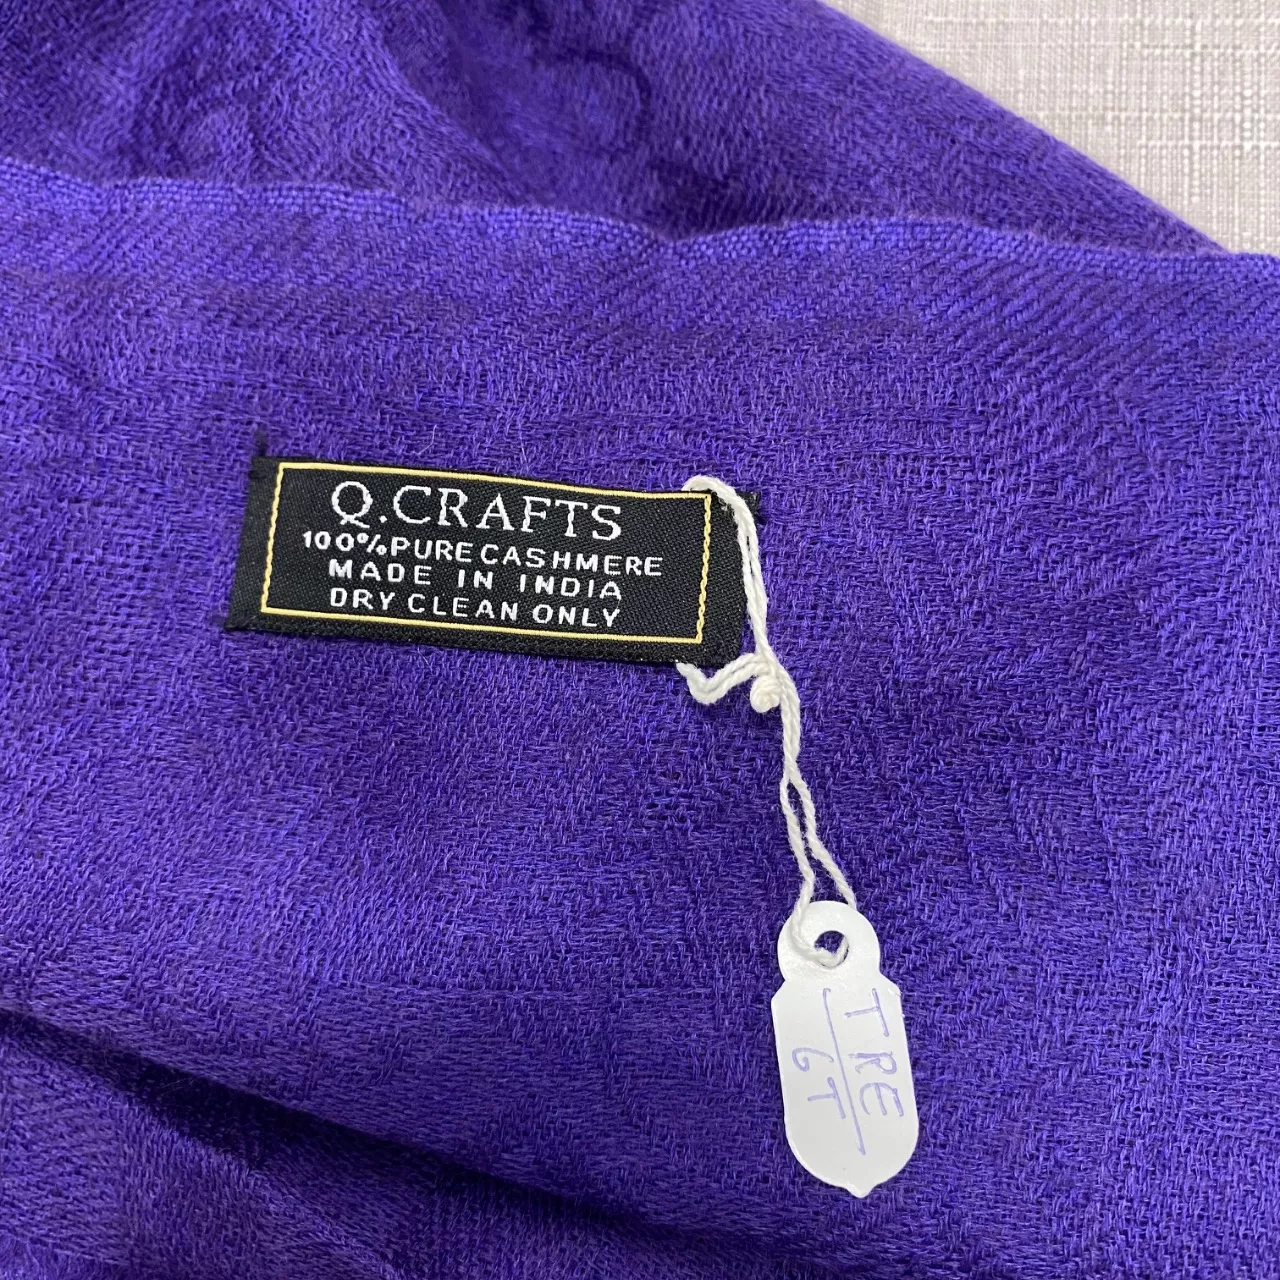 Q.CRAFTS
100%PURE CASHMERE
MADE IN INDIA
DRY CLEAN ONLY
TRE
GT